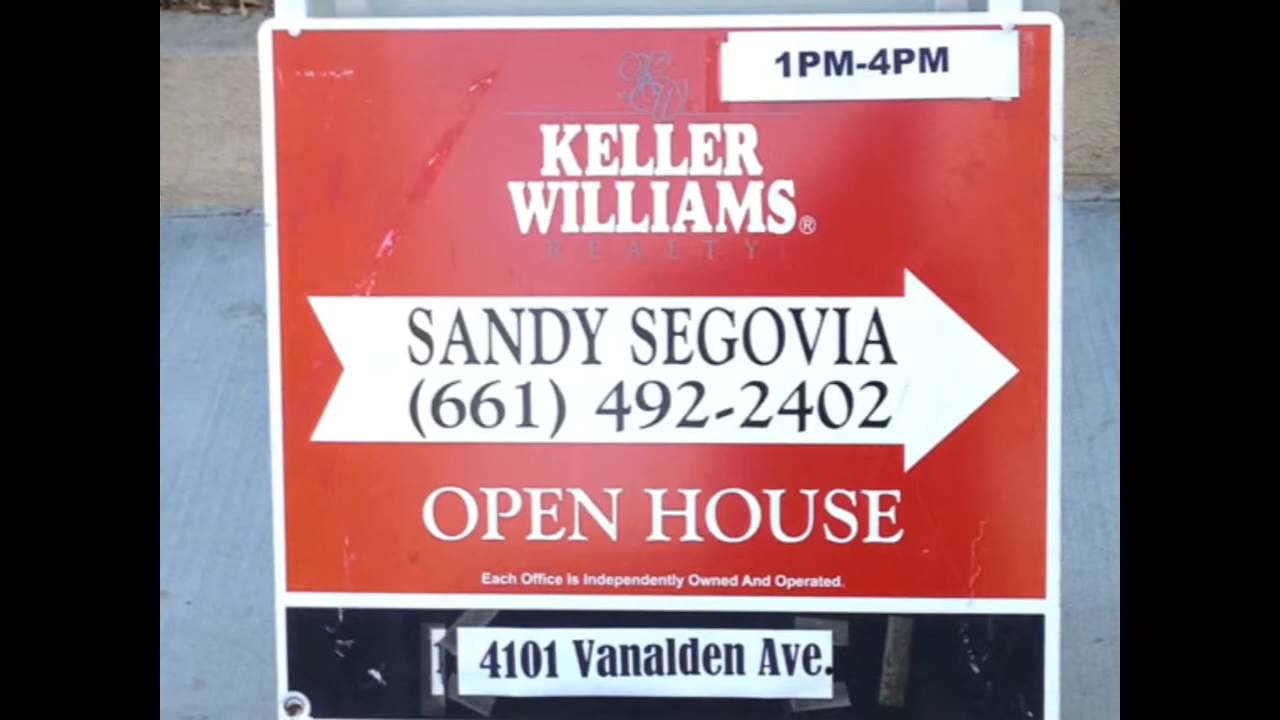 1PM-4PM
KW
KELLER
WILLIAMS®
REALTY
SANDY SEGOVIA
(661) 492-2402
OPEN HOUSE
Each Office Is Independently Owned And Operated.
4101 Vanalden Ave.